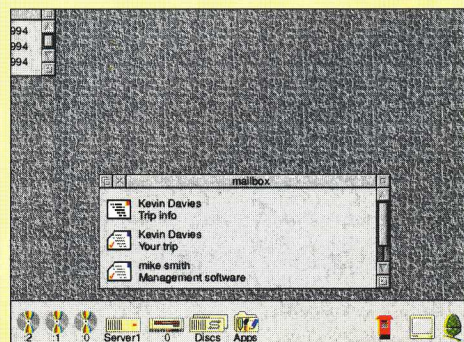 994
994
994
mailbox
Kevin Davies
Trip info
Kevin Davies
Your trip
mike smith
Management software
:2 :1 :0 Server1 :0 Discs Apps